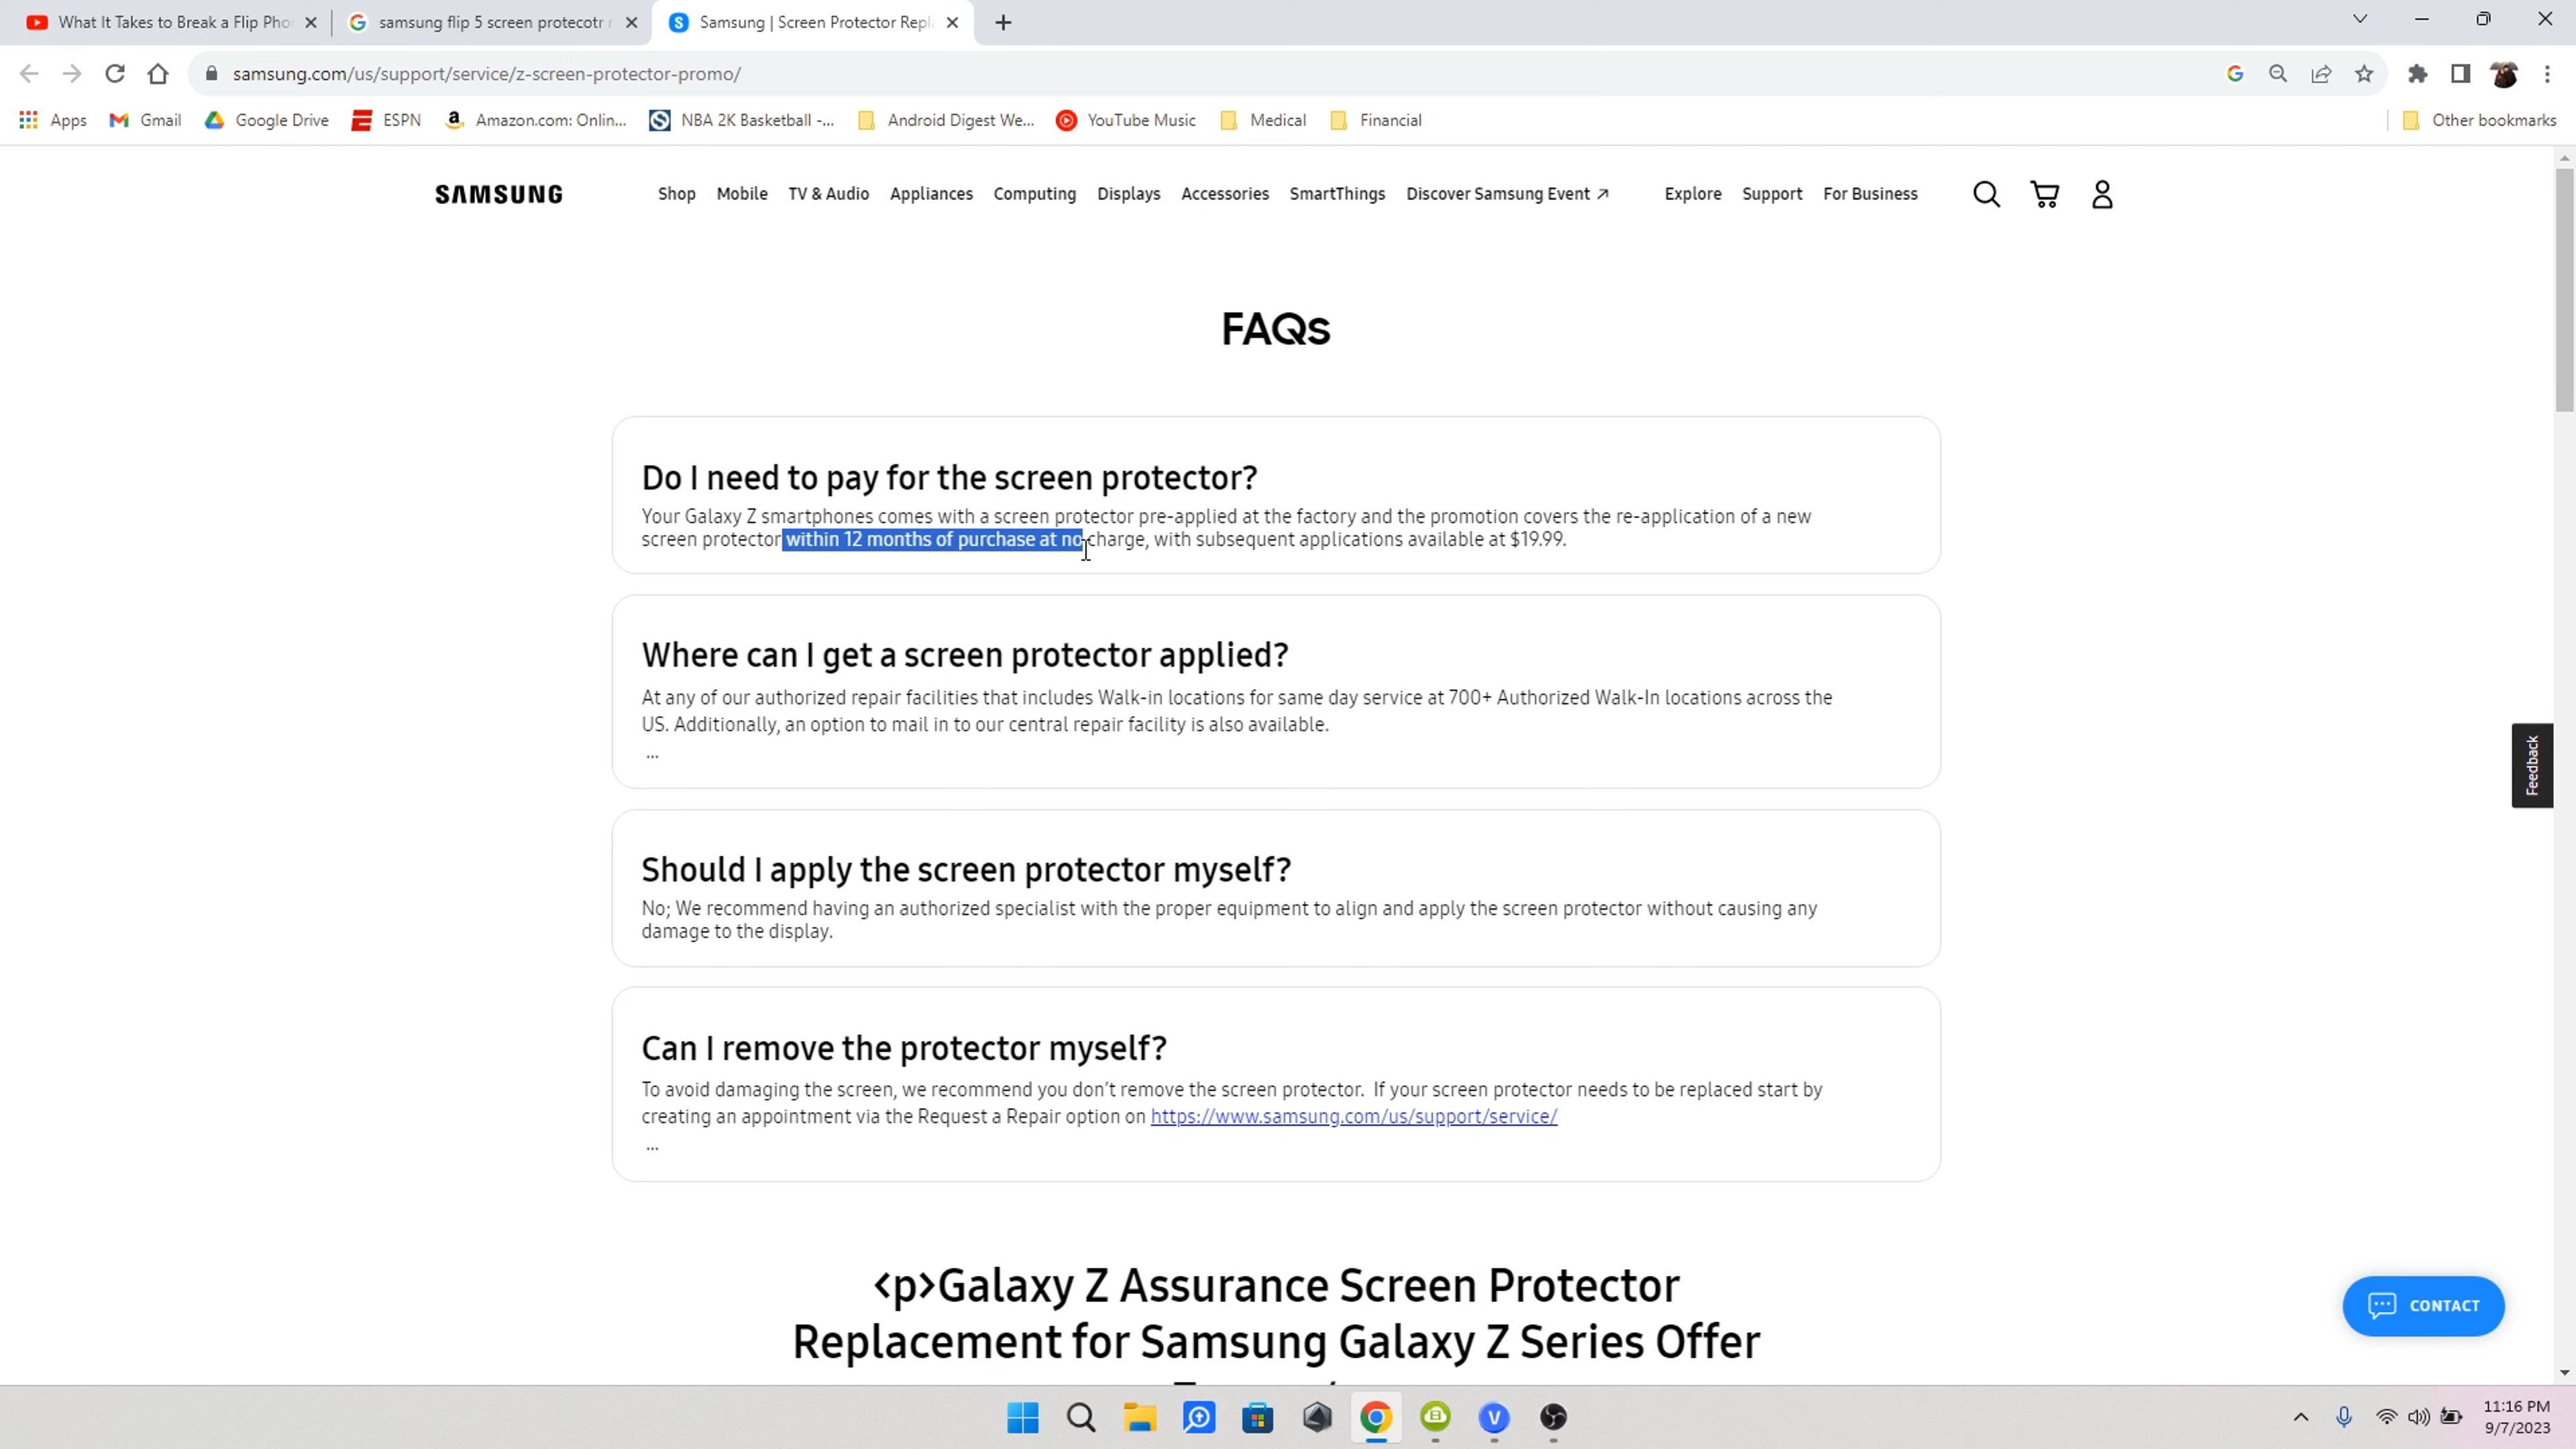 What It Takes to Break a Flip Pho
samsung flip 5 screen protecotr r
Samsung | Screen Protector Repl
samsung.com/us/support/service/z-screen-protector-promo/
Apps
Gmail
Google Drive
ESPN
Amazon.com: Onlin...
NBA 2K Basketball -...
Android Digest We...
YouTube Music
Medical
Financial
Other bookmarks
SAMSUNG
Shop
Mobile
TV & Audio
Appliances
Computing
Displays
Accessories
SmartThings
Discover Samsung Event ↗
Explore
Support
For Business
FAQs
Do I need to pay for the screen protector?
Your Galaxy Z smartphones comes with a screen protector pre-applied at the factory and the promotion covers the re-application of a new
screen protector within 12 months of purchase at no charge, with subsequent applications available at $19.99.
Where can I get a screen protector applied?
At any of our authorized repair facilities that includes Walk-in locations for same day service at 700+ Authorized Walk-In locations across the
US. Additionally, an option to mail in to our central repair facility is also available.
...
Feedback
Should I apply the screen protector myself?
No; We recommend having an authorized specialist with the proper equipment to align and apply the screen protector without causing any
damage to the display.
Can I remove the protector myself?
To avoid damaging the screen, we recommend you don't remove the screen protector.  If your screen protector needs to be replaced start by
creating an appointment via the Request a Repair option on https://www.samsung.com/us/support/service/
...
<p>Galaxy Z Assurance Screen Protector
Replacement for Samsung Galaxy Z Series Offer
CONTACT
11:16 PM
9/7/2023